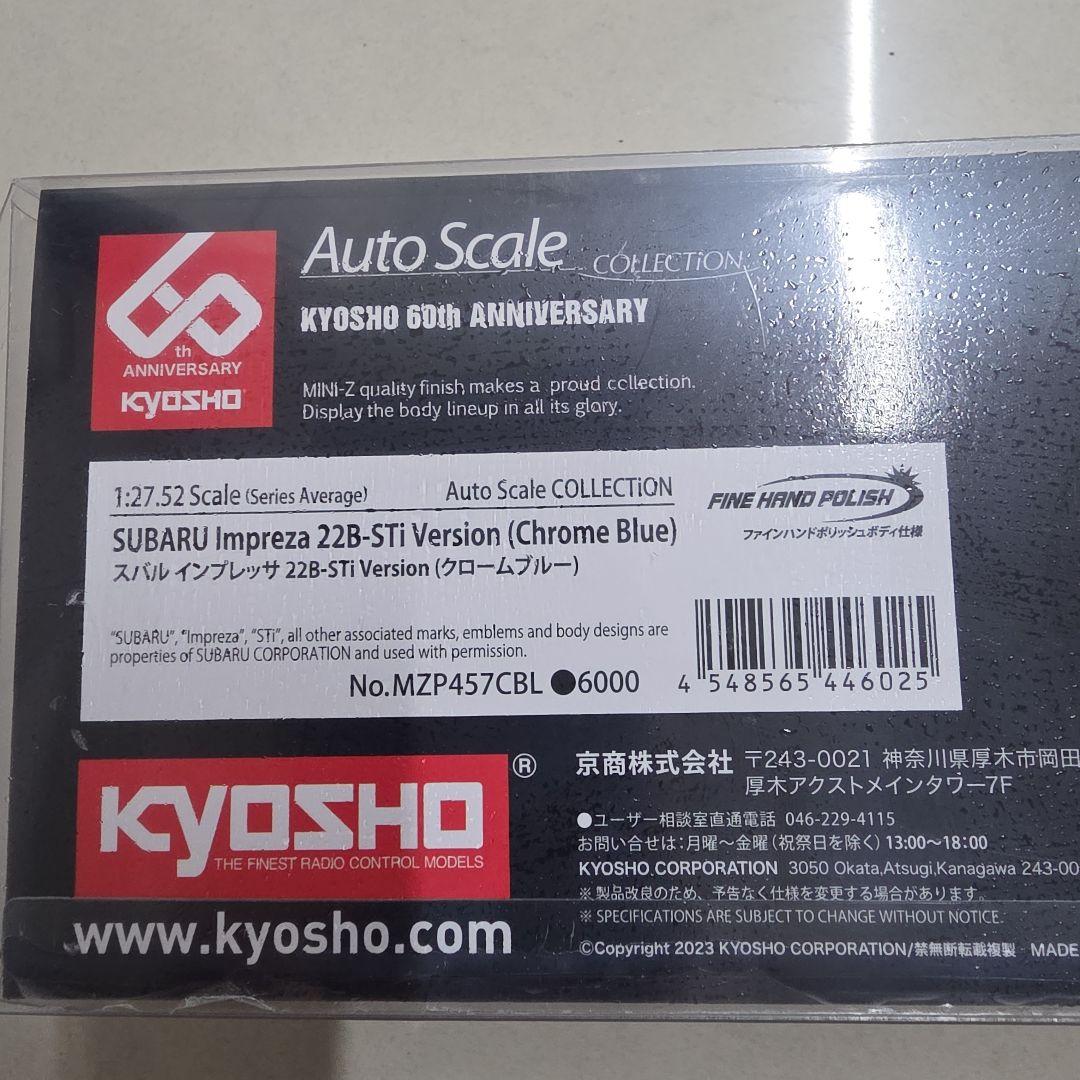 60
th
ANNIVERSARY
KYOSHO
Auto Scale COLLECTiON
KYOSHO 60th ANNIVERSARY
MINI-Z quality finish makes a proud collection.
Display the body lineup in all its glory.
1:27.52 Scale (Series Average) Auto Scale COLLECTiON
SUBARU Impreza 22B-STi Version (Chrome Blue)
スバル インプレッサ 22B-STi Version (クロームブルー)
FINE HAND POLISH
ファインハンドポリッシュボディ仕様
"SUBARU", "Impreza", "STi", all other associated marks, emblems and body designs are
properties of SUBARU CORPORATION and used with permission.
No.MZP457CBL ●6000
4 548565 446025
KYOSHO ®
THE FINEST RADIO CONTROL MODELS
www.kyosho.com
京商株式会社 〒243-0021 神奈川県厚木市岡田
厚木アクストメインタワー7F
●ユーザー相談室直通電話 046-229-4115
お問い合せは:月曜～金曜(祝祭日を除く) 13:00～18:00
KYOSHO CORPORATION 3050 Okata,Atsugi,Kanagawa 243-00
※ 製品改良のため、予告なく仕様を変更する場合があります。
※ SPECIFICATIONS ARE SUBJECT TO CHANGE WITHOUT NOTICE.
©Copyright 2023 KYOSHO CORPORATION/禁無断転載複製 MADE